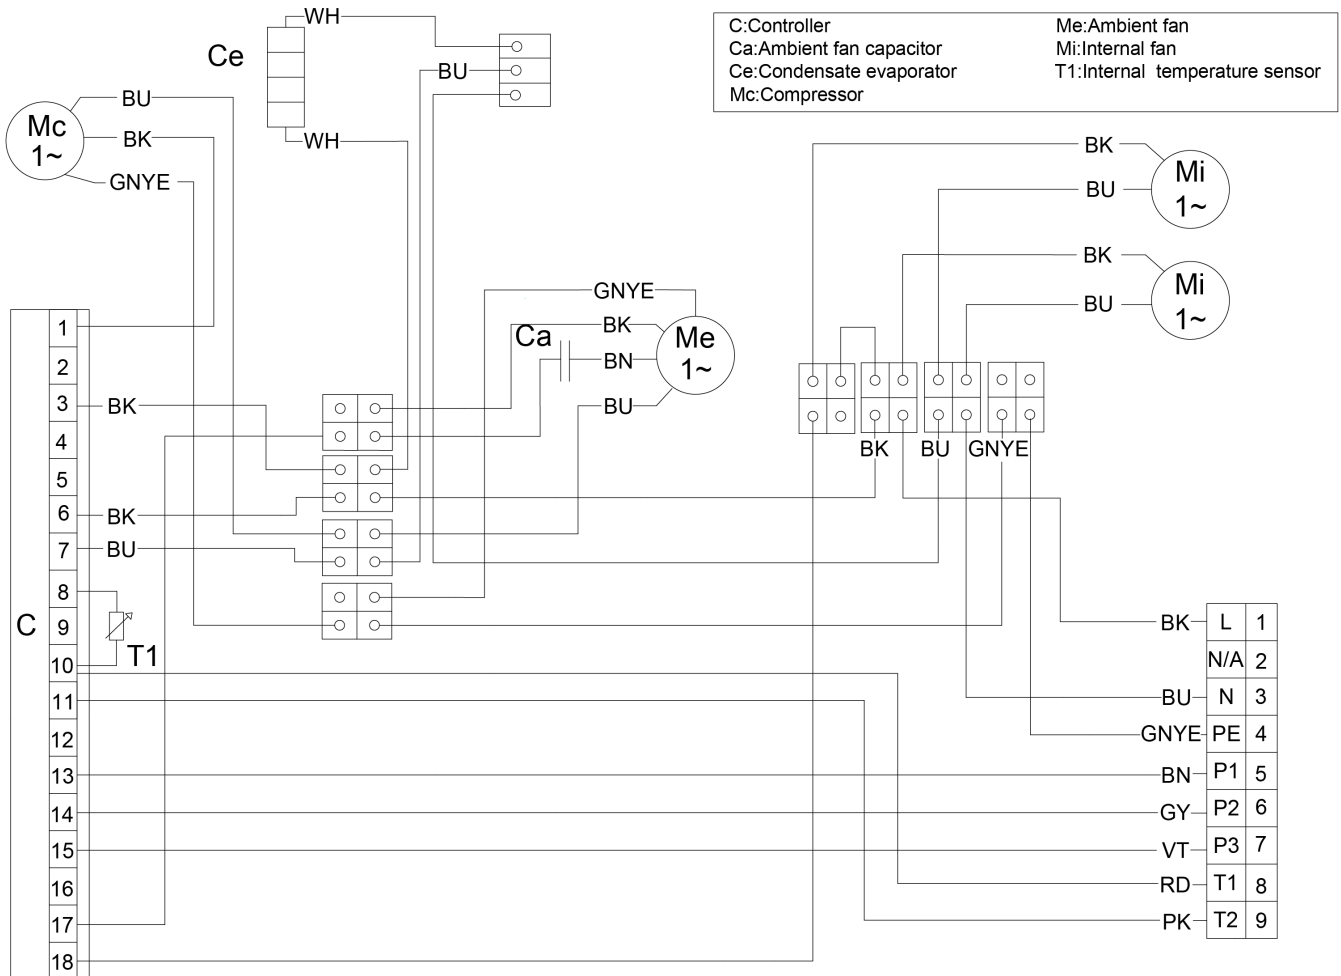 C:Controller
Me:Ambient fan
Ca:Ambient fan capacitor
Mi:Internal fan
Ce:Condensate evaporator
T1:Internal temperature sensor
Mc:Compressor
WH
Ce
BU
WH
BU
Mc
1~
BK
GNYE
BK
Mi
1~
BU
BK
Mi
1~
BU
GNYE
Ca
BK
Me
1~
BN
BU
BK
BU
GNYE
C
1
2
3
BK
4
5
6
BK
7
BU
8
9
10
T1
11
12
13
14
15
16
17
18
BK L 1
N/A 2
BU N 3
GNYE PE 4
BN P1 5
GY P2 6
VT P3 7
RD T1 8
PK T2 9